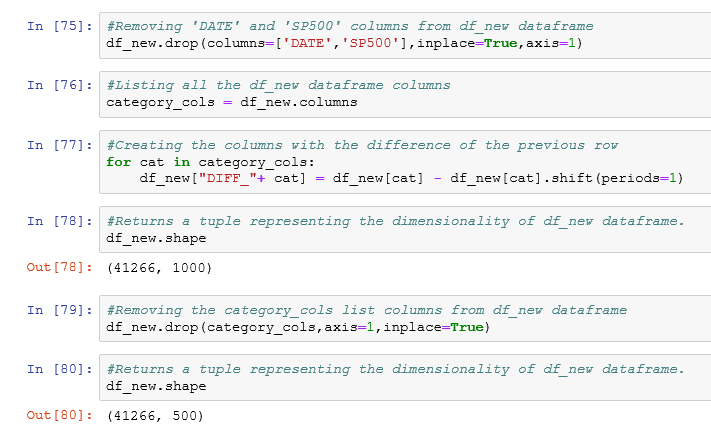 In [75]: #Removing 'DATE' and 'SP500' columns from df_new dataframe
df_new.drop(columns=['DATE','SP500'],inplace=True,axis=1)
In [76]: #Listing all the df_new dataframe columns
category_cols = df_new.columns
In [77]: #Creating the columns with the difference of the previous row
for cat in category_cols:
    df_new["DIFF_"+ cat] = df_new[cat] - df_new[cat].shift(periods=1)
In [78]: #Returns a tuple representing the dimensionality of df_new dataframe.
df_new.shape
Out[78]: (41266, 1000)
In [79]: #Removing the category_cols list columns from df_new dataframe
df_new.drop(category_cols,axis=1,inplace=True)
In [80]: #Returns a tuple representing the dimensionality of df_new dataframe.
df_new.shape
Out[80]: (41266, 500)